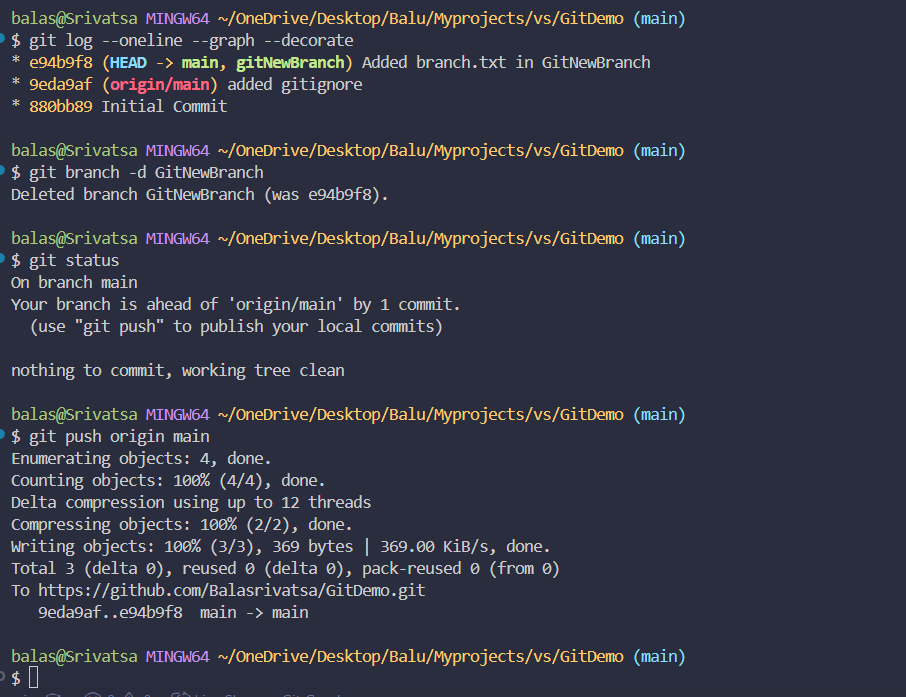 balas@Srivatsa MINGW64 ~/OneDrive/Desktop/Balu/Myprojects/vs/GitDemo (main)
$ git log --oneline --graph --decorate
* e94b9f8 (HEAD -> main, gitNewBranch) Added branch.txt in GitNewBranch
* 9eda9af (origin/main) added gitignore
* 880bb89 Initial Commit

balas@Srivatsa MINGW64 ~/OneDrive/Desktop/Balu/Myprojects/vs/GitDemo (main)
$ git branch -d GitNewBranch
Deleted branch GitNewBranch (was e94b9f8).

balas@Srivatsa MINGW64 ~/OneDrive/Desktop/Balu/Myprojects/vs/GitDemo (main)
$ git status
On branch main
Your branch is ahead of 'origin/main' by 1 commit.
  (use "git push" to publish your local commits)

nothing to commit, working tree clean

balas@Srivatsa MINGW64 ~/OneDrive/Desktop/Balu/Myprojects/vs/GitDemo (main)
$ git push origin main
Enumerating objects: 4, done.
Counting objects: 100% (4/4), done.
Delta compression using up to 12 threads
Compressing objects: 100% (2/2), done.
Writing objects: 100% (3/3), 369 bytes | 369.00 KiB/s, done.
Total 3 (delta 0), reused 0 (delta 0), pack-reused 0 (from 0)
To https://github.com/Balasrivatsa/GitDemo.git
   9eda9af..e94b9f8  main -> main

balas@Srivatsa MINGW64 ~/OneDrive/Desktop/Balu/Myprojects/vs/GitDemo (main)
$